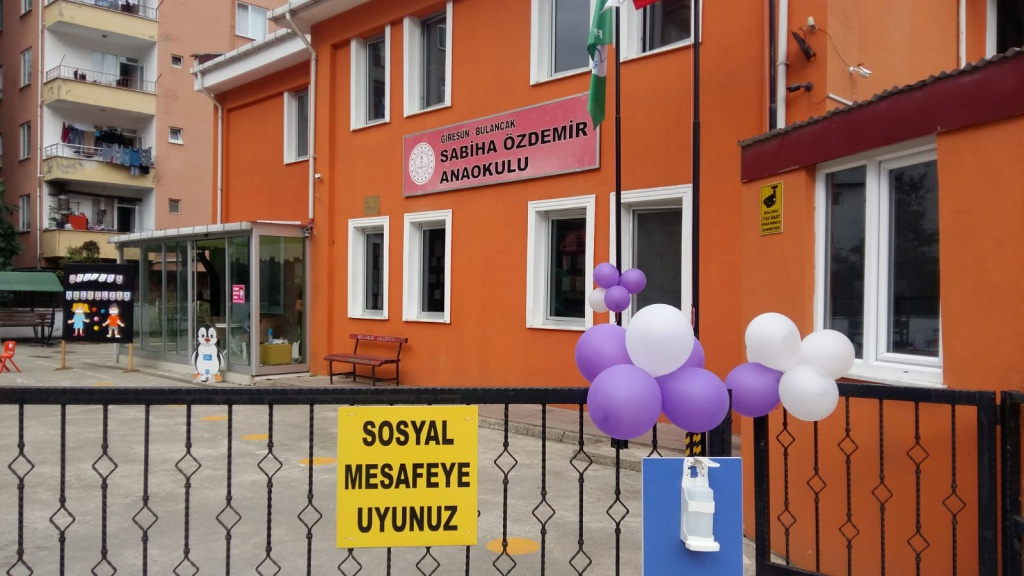 GİRESUN - BULANCAK
SABİHA ÖZDEMİR
ANAOKULU
SOSYAL
MESAFEYE
UYUNUZ